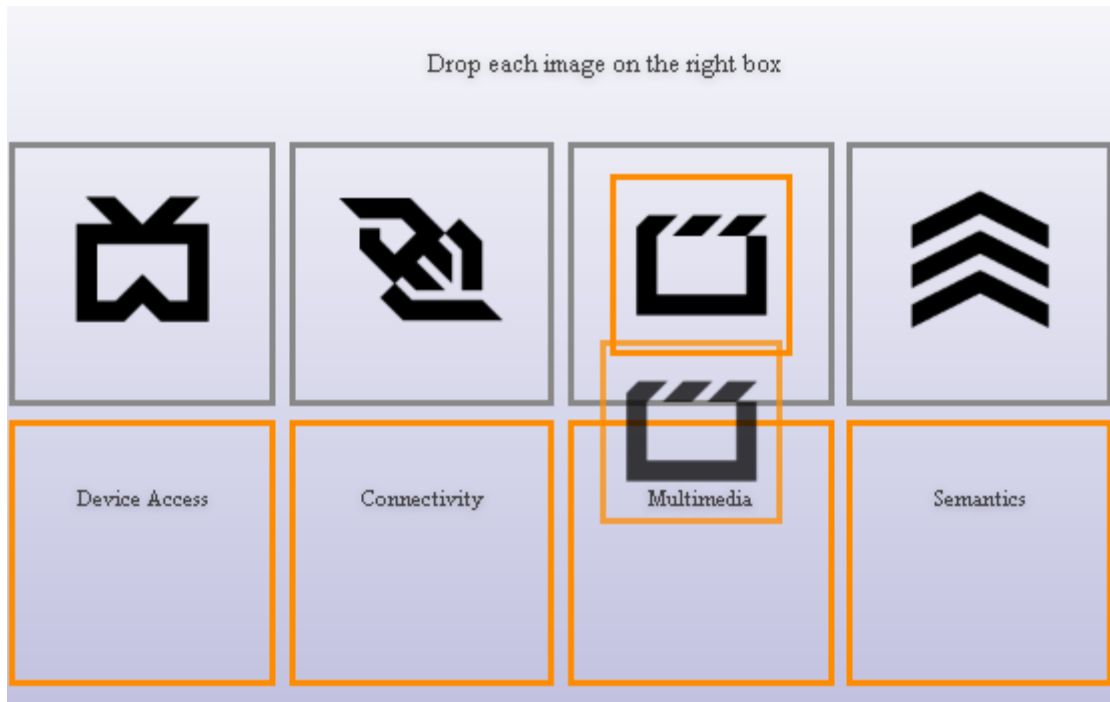 Drop each image on the right box
Device Access
Connectivity
Multimedia
Semantics